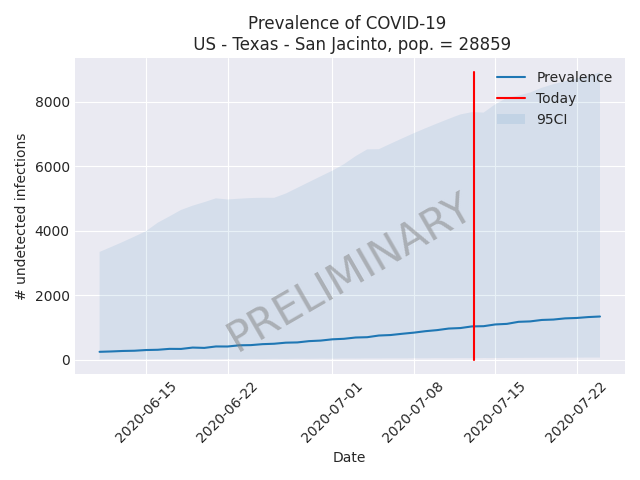 Prevalence of COVID-19
US - Texas - San Jacinto, pop. = 28859
Prevalence
Today
95CI
8000
6000
4000
2000
0
# undetected infections
PRELIMINARY
2020-06-15
2020-06-22
2020-07-01
2020-07-08
2020-07-15
2020-07-22
Date